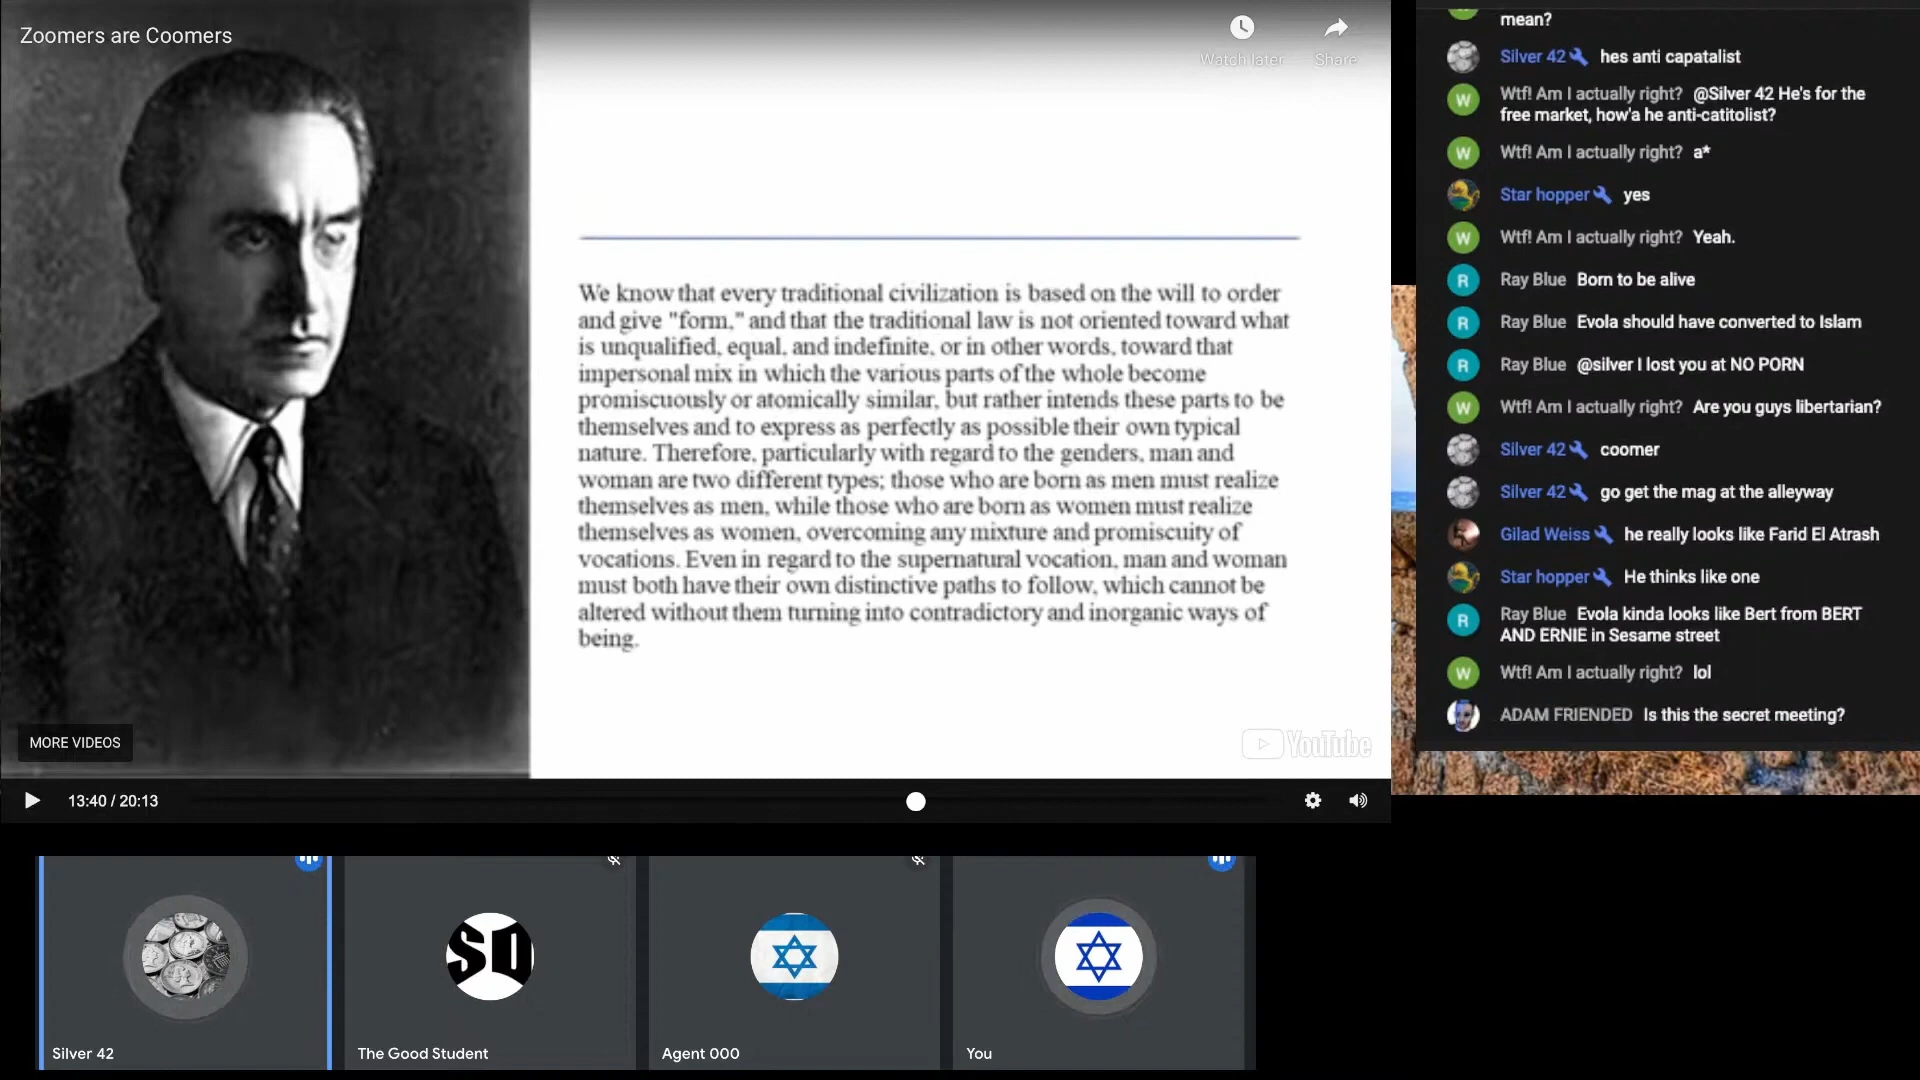 Zoomers are Coomers
Watch later
Share
We know that every traditional civilization is based on the will to order
and give "form," and that the traditional law is not oriented toward what
is unqualified, equal, and indefinite, or in other words, toward that
impersonal mix in which the various parts of the whole become
promiscuously or atomically similar, but rather intends these parts to be
themselves and to express as perfectly as possible their own typical
nature. Therefore, particularly with regard to the genders, man and
woman are two different types; those who are born as men must realize
themselves as men, while those who are born as women must realize
themselves as women, overcoming any mixture and promiscuity of
vocations. Even in regard to the supernatural vocation, man and woman
must both have their own distinctive paths to follow, which cannot be
altered without them turning into contradictory and inorganic ways of
being.
MORE VIDEOS
YouTube
13:40 / 20:13
mean?
Silver 42 hes anti capatalist
W
Wtf! Am I actually right? @Silver 42 He's for the
free market, how'a he anti-catitolist?
W
Wtf! Am I actually right? a*
Star hopper yes
W
Wtf! Am I actually right? Yeah.
R
Ray Blue Born to be alive
R
Ray Blue Evola should have converted to Islam
R
Ray Blue @silver I lost you at NO PORN
W
Wtf! Am I actually right? Are you guys libertarian?
Silver 42 coomer
Silver 42 go get the mag at the alleyway
Gilad Weiss he really looks like Farid El Atrash
Star hopper He thinks like one
R
Ray Blue Evola kinda looks like Bert from BERT
AND ERNIE in Sesame street
W
Wtf! Am I actually right? lol
ADAM FRIENDED Is this the secret meeting?
Silver 42
The Good Student
Agent 000
You